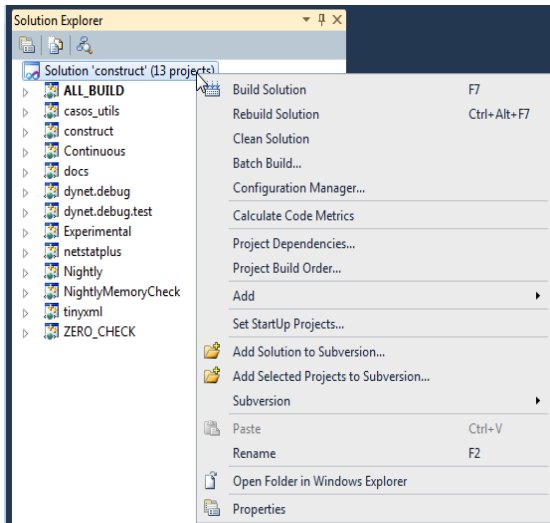 Solution Explorer
Solution 'construct' (13 projects)
ALL_BUILD
casos_utils
construct
Continuous
docs
dynet.debug
dynet.debug.test
Experimental
netstatplus
Nightly
NightlyMemoryCheck
tinyxml
ZERO_CHECK
Build Solution F7
Rebuild Solution Ctrl+Alt+F7
Clean Solution
Batch Build...
Configuration Manager...
Calculate Code Metrics
Project Dependencies...
Project Build Order...
Add
Set StartUp Projects...
Add Solution to Subversion...
Add Selected Projects to Subversion...
Subversion
Paste Ctrl+V
Rename F2
Open Folder in Windows Explorer
Properties